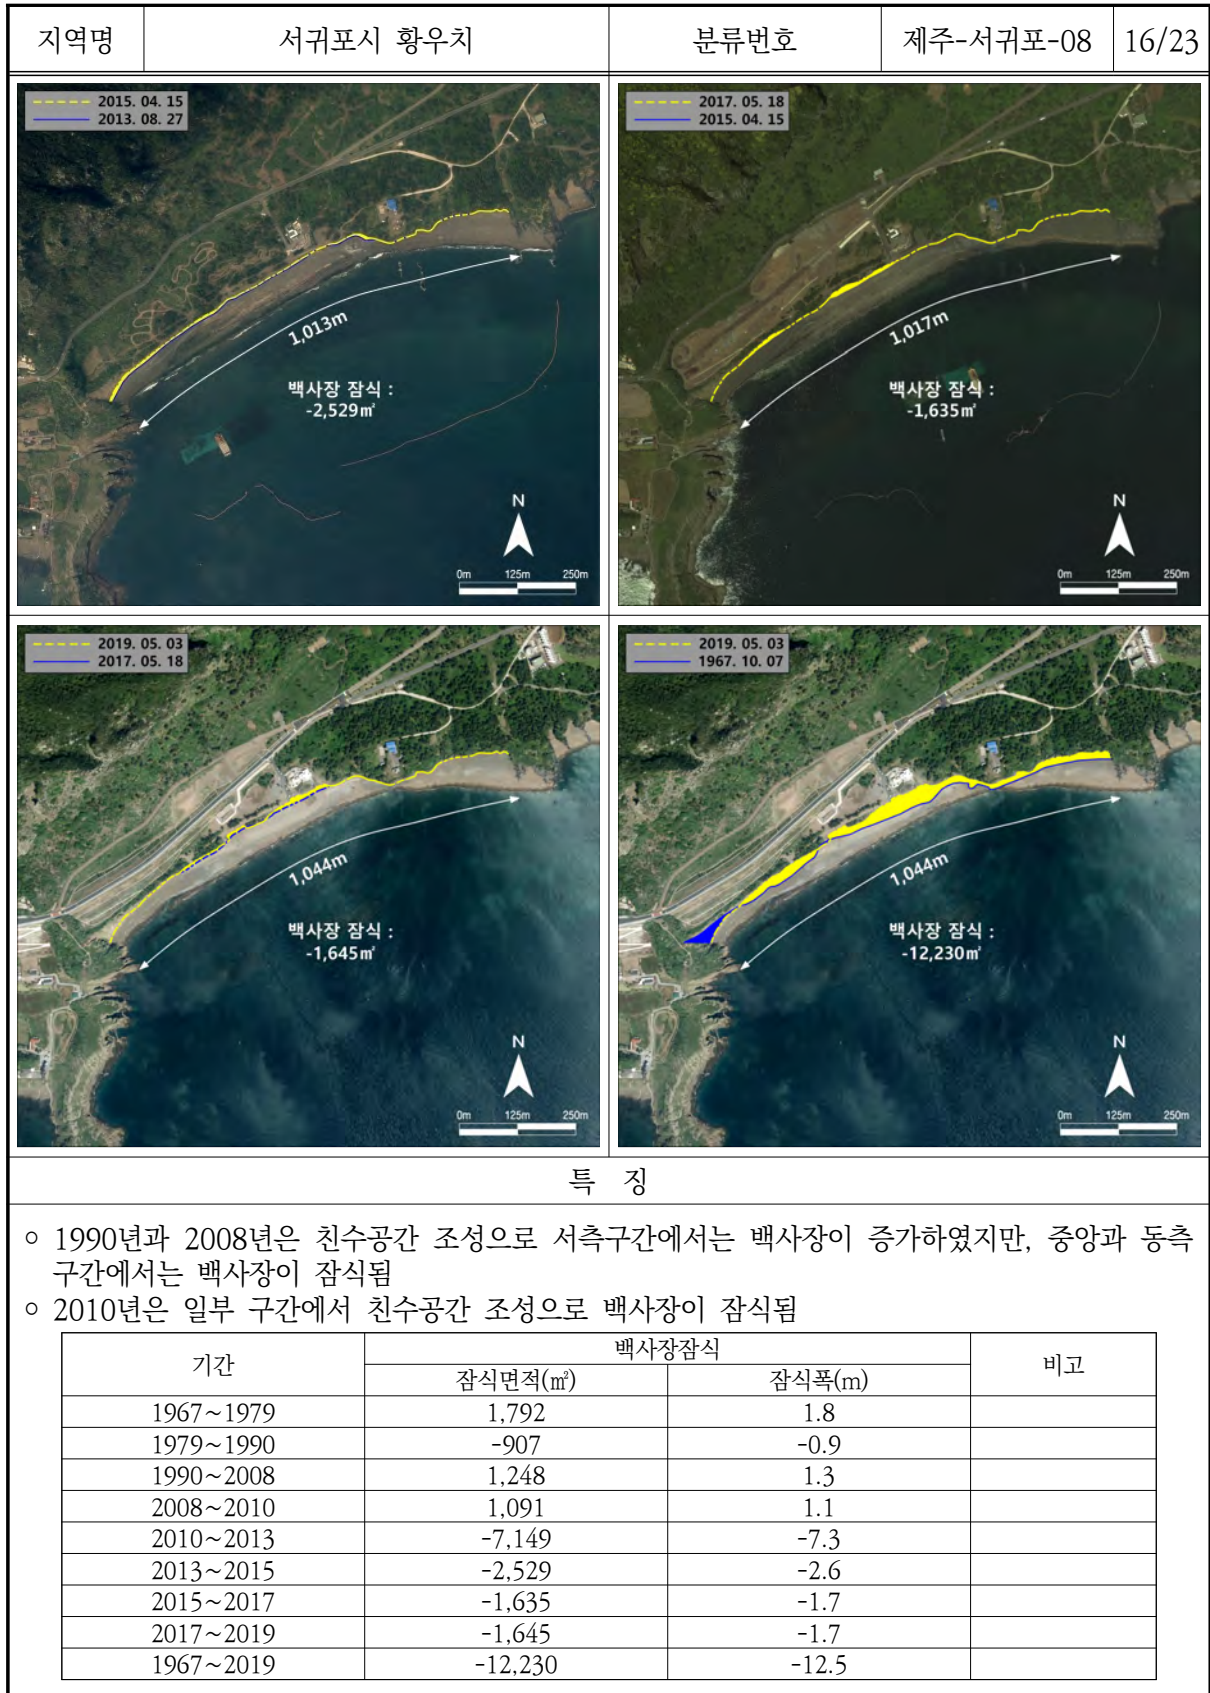 지역명 서귀포시 황우치 분류번호 제주-서귀포-08 16/23
2015. 04. 15
2013. 08. 27
1,013m
백사장 잠식 :
-2,529㎡
N
0m 125m 250m
2017. 05. 18
2015. 04. 15
1,017m
백사장 잠식 :
-1,635㎡
N
0m 125m 250m
2019. 05. 03
2017. 05. 18
1,044m
백사장 잠식 :
-1,645㎡
N
0m 125m 250m
2019. 05. 03
1967. 10. 07
1,044m
백사장 잠식 :
-12,230㎡
N
0m 125m 250m
특 징
◦ 1990년과 2008년은 친수공간 조성으로 서측구간에서는 백사장이 증가하였지만, 중앙과 동측
구간에서는 백사장이 잠식됨
◦ 2010년은 일부 구간에서 친수공간 조성으로 백사장이 잠식됨
기간 백사장잠식 비고
잠식면적(㎡) 잠식폭(m)
1967~1979 1,792 1.8
1979~1990 -907 -0.9
1990~2008 1,248 1.3
2008~2010 1,091 1.1
2010~2013 -7,149 -7.3
2013~2015 -2,529 -2.6
2015~2017 -1,635 -1.7
2017~2019 -1,645 -1.7
1967~2019 -12,230 -12.5